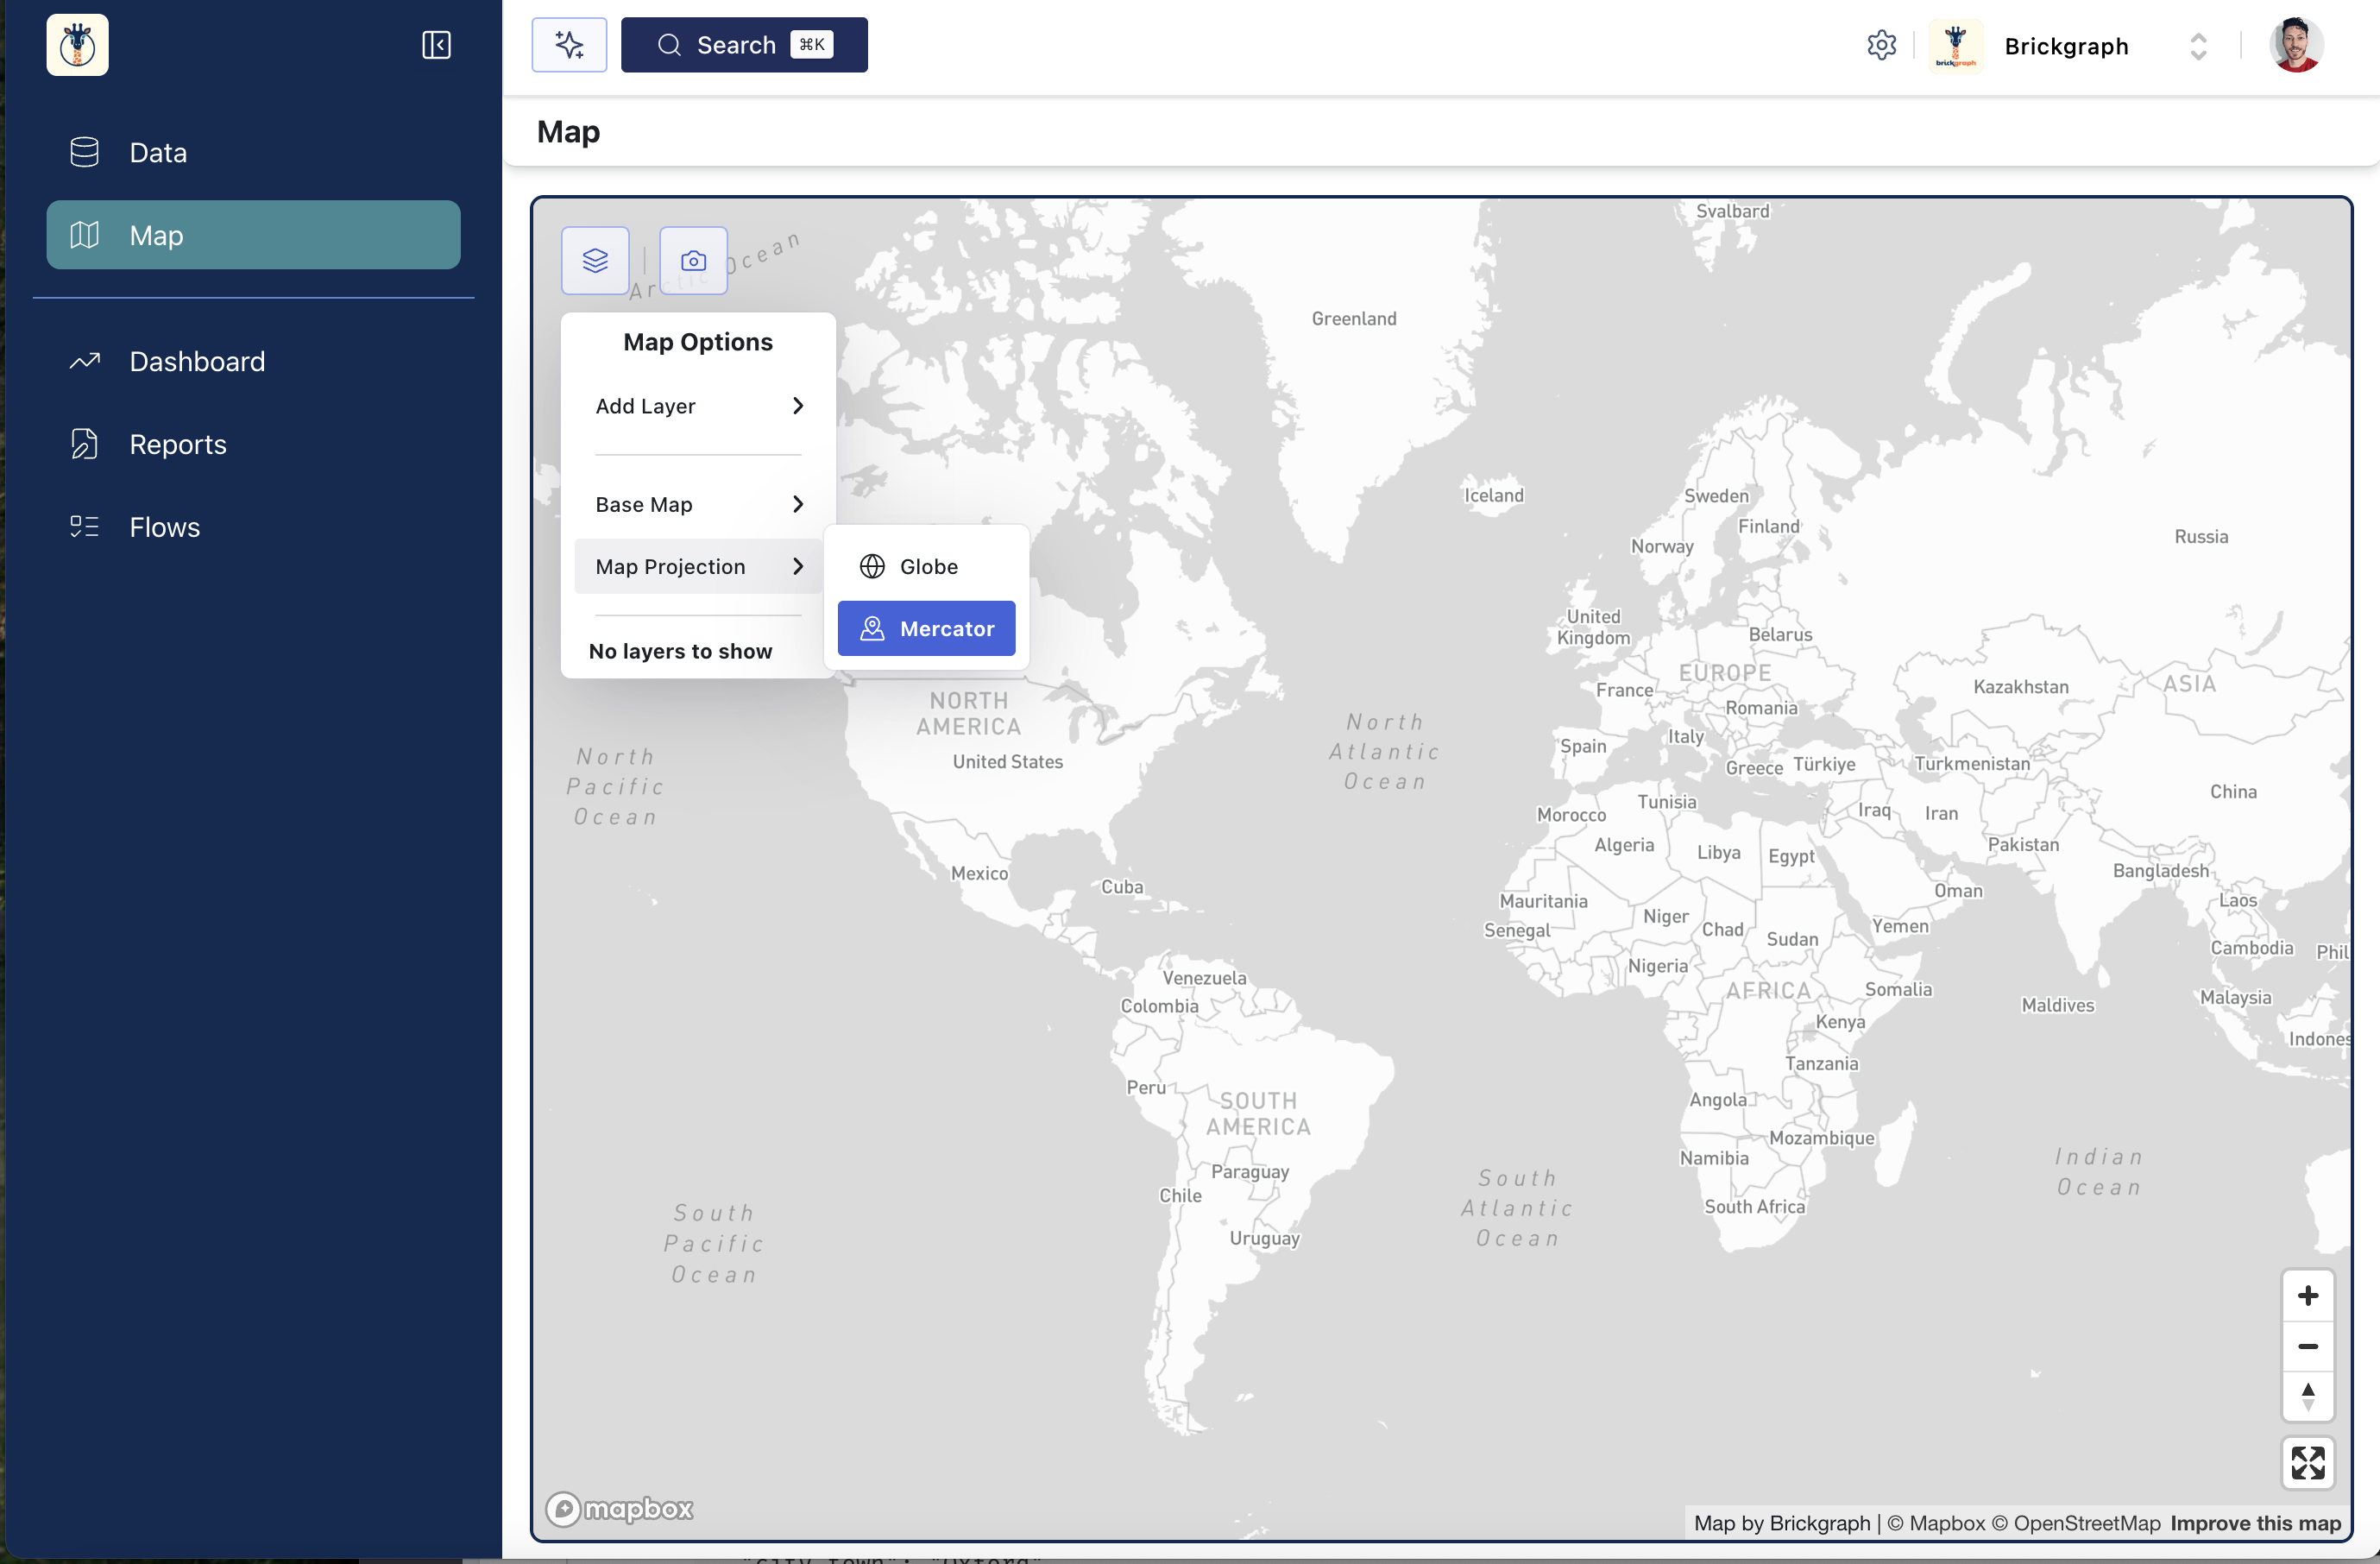 Search ⌘K
brickgraph
Brickgraph
Data
Map
Dashboard
Reports
Flows
Map
Map Options
Add Layer
Base Map
Map Projection
No layers to show
Globe
Mercator
Arctic Ocean
Svalbard
Greenland
Iceland
Sweden
Finland
Norway
Russia
United
Kingdom
Belarus
EUROPE
France
Romania
Kazakhstan
ASIA
NORTH
AMERICA
United States
North
Pacific
Ocean
North
Atlantic
Ocean
Spain
Italy
Greece
Türkiye
Turkmenistan
China
Morocco
Tunisia
Iraq
Iran
Algeria
Libya
Egypt
Pakistan
Bangladesh
Mexico
Cuba
Mauritania
Oman
Laos
Senegal
Niger
Chad
Sudan
Yemen
Cambodia
Phil
Nigeria
Venezuela
Colombia
AFRICA
Somalia
Maldives
Malaysia
Kenya
Indones
Tanzania
Peru
SOUTH
AMERICA
Angola
Mozambique
Paraguay
Namibia
Chile
South Africa
Uruguay
South
Pacific
Ocean
South
Atlantic
Ocean
Indian
Ocean
mapbox
Map by Brickgraph | © Mapbox © OpenStreetMap Improve this map